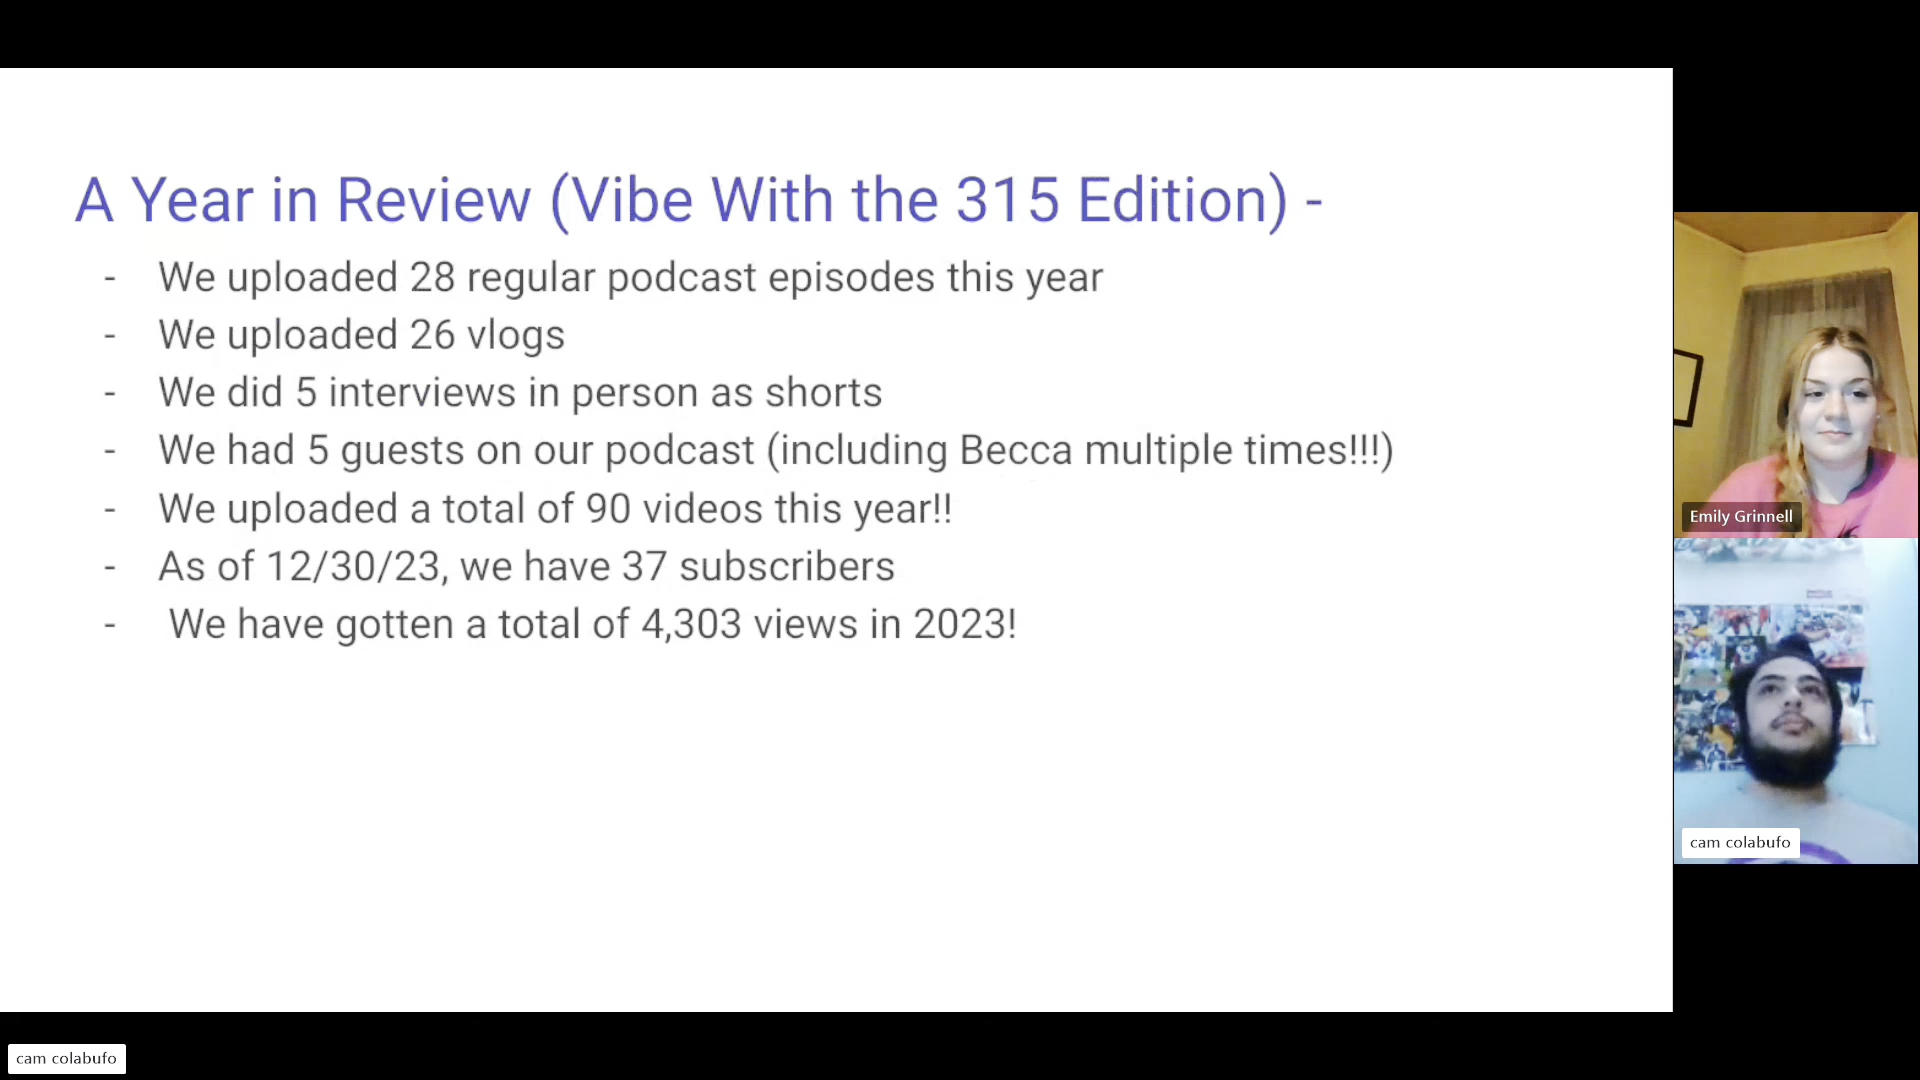 A Year in Review (Vibe With the 315 Edition) -
- We uploaded 28 regular podcast episodes this year
- We uploaded 26 vlogs
- We did 5 interviews in person as shorts
- We had 5 guests on our podcast (including Becca multiple times!!!)
- We uploaded a total of 90 videos this year!!
- As of 12/30/23, we have 37 subscribers
- We have gotten a total of 4,303 views in 2023!
Emily Grinnell
cam colabufo
cam colabufo